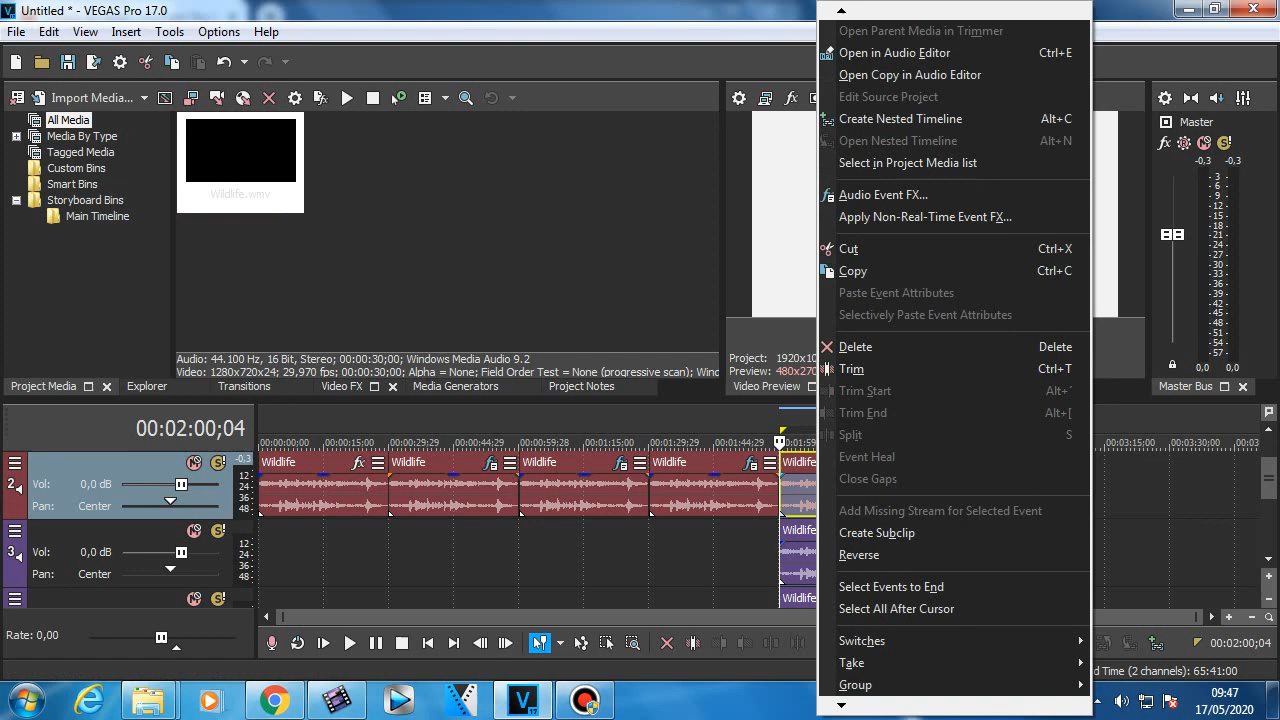 Untitled * - VEGAS Pro 17.0
File Edit View Insert Tools Options Help
Import Media...
All Media
Media By Type
Tagged Media
Custom Bins
Smart Bins
Storyboard Bins
Main Timeline
Wildlife.wmv
Audio: 44.100 Hz, 16 Bit, Stereo; 00:00:30;00; Windows Media Audio 9.2
Video: 1280x720x24; 29,970 fps; 00:00:30;00; Alpha = None; Field Order Test = None (progressive scan); Wind
Project Media Explorer Transitions Video FX Media Generators Project Notes
Project: 1920x10
Preview: 480x270
Video Preview
Open Parent Media in Trimmer
Open in Audio Editor Ctrl+E
Open Copy in Audio Editor
Edit Source Project
Create Nested Timeline Alt+C
Open Nested Timeline Alt+N
Select in Project Media list
Audio Event FX...
Apply Non-Real-Time Event FX...
Cut Ctrl+X
Copy Ctrl+C
Paste Event Attributes
Selectively Paste Event Attributes
Delete Delete
Trim Ctrl+T
Trim Start Alt+´
Trim End Alt+[
Split S
Event Heal
Close Gaps
Add Missing Stream for Selected Event
Create Subclip
Reverse
Select Events to End
Select All After Cursor
Switches
Take
Group
Master
fx
-0,3 -0,3
- 3 -
- 6 -
- 9 -
-12-
-15-
-18-
-21-
-24-
-27-
-30-
-33-
-36-
-39-
-42-
-45-
-48-
-51-
-54-
-57-
0,0 0,0
Master Bus
00:02:00;04
00:00:00;00 00:00:15;00 00:00:29;29 00:00:44;29 00:00:59;28 00:01:15;00 00:01:29;29 00:01:44;29 00:01:59 00:03:15;00 00:03:30;00 00:03:
2
-0,3
Vol: 0,0 dB
Pan: Center
12
24
36
48
Wildlife fx Wildlife fx Wildlife fx Wildlife fx Wildlife
3
Vol: 0,0 dB
Pan: Center
12
24
36
48
Wildlife
Wildlife
Rate: 0,00
00:02:00;04
nd Time (2 channels): 65:41:00
09:47
17/05/2020